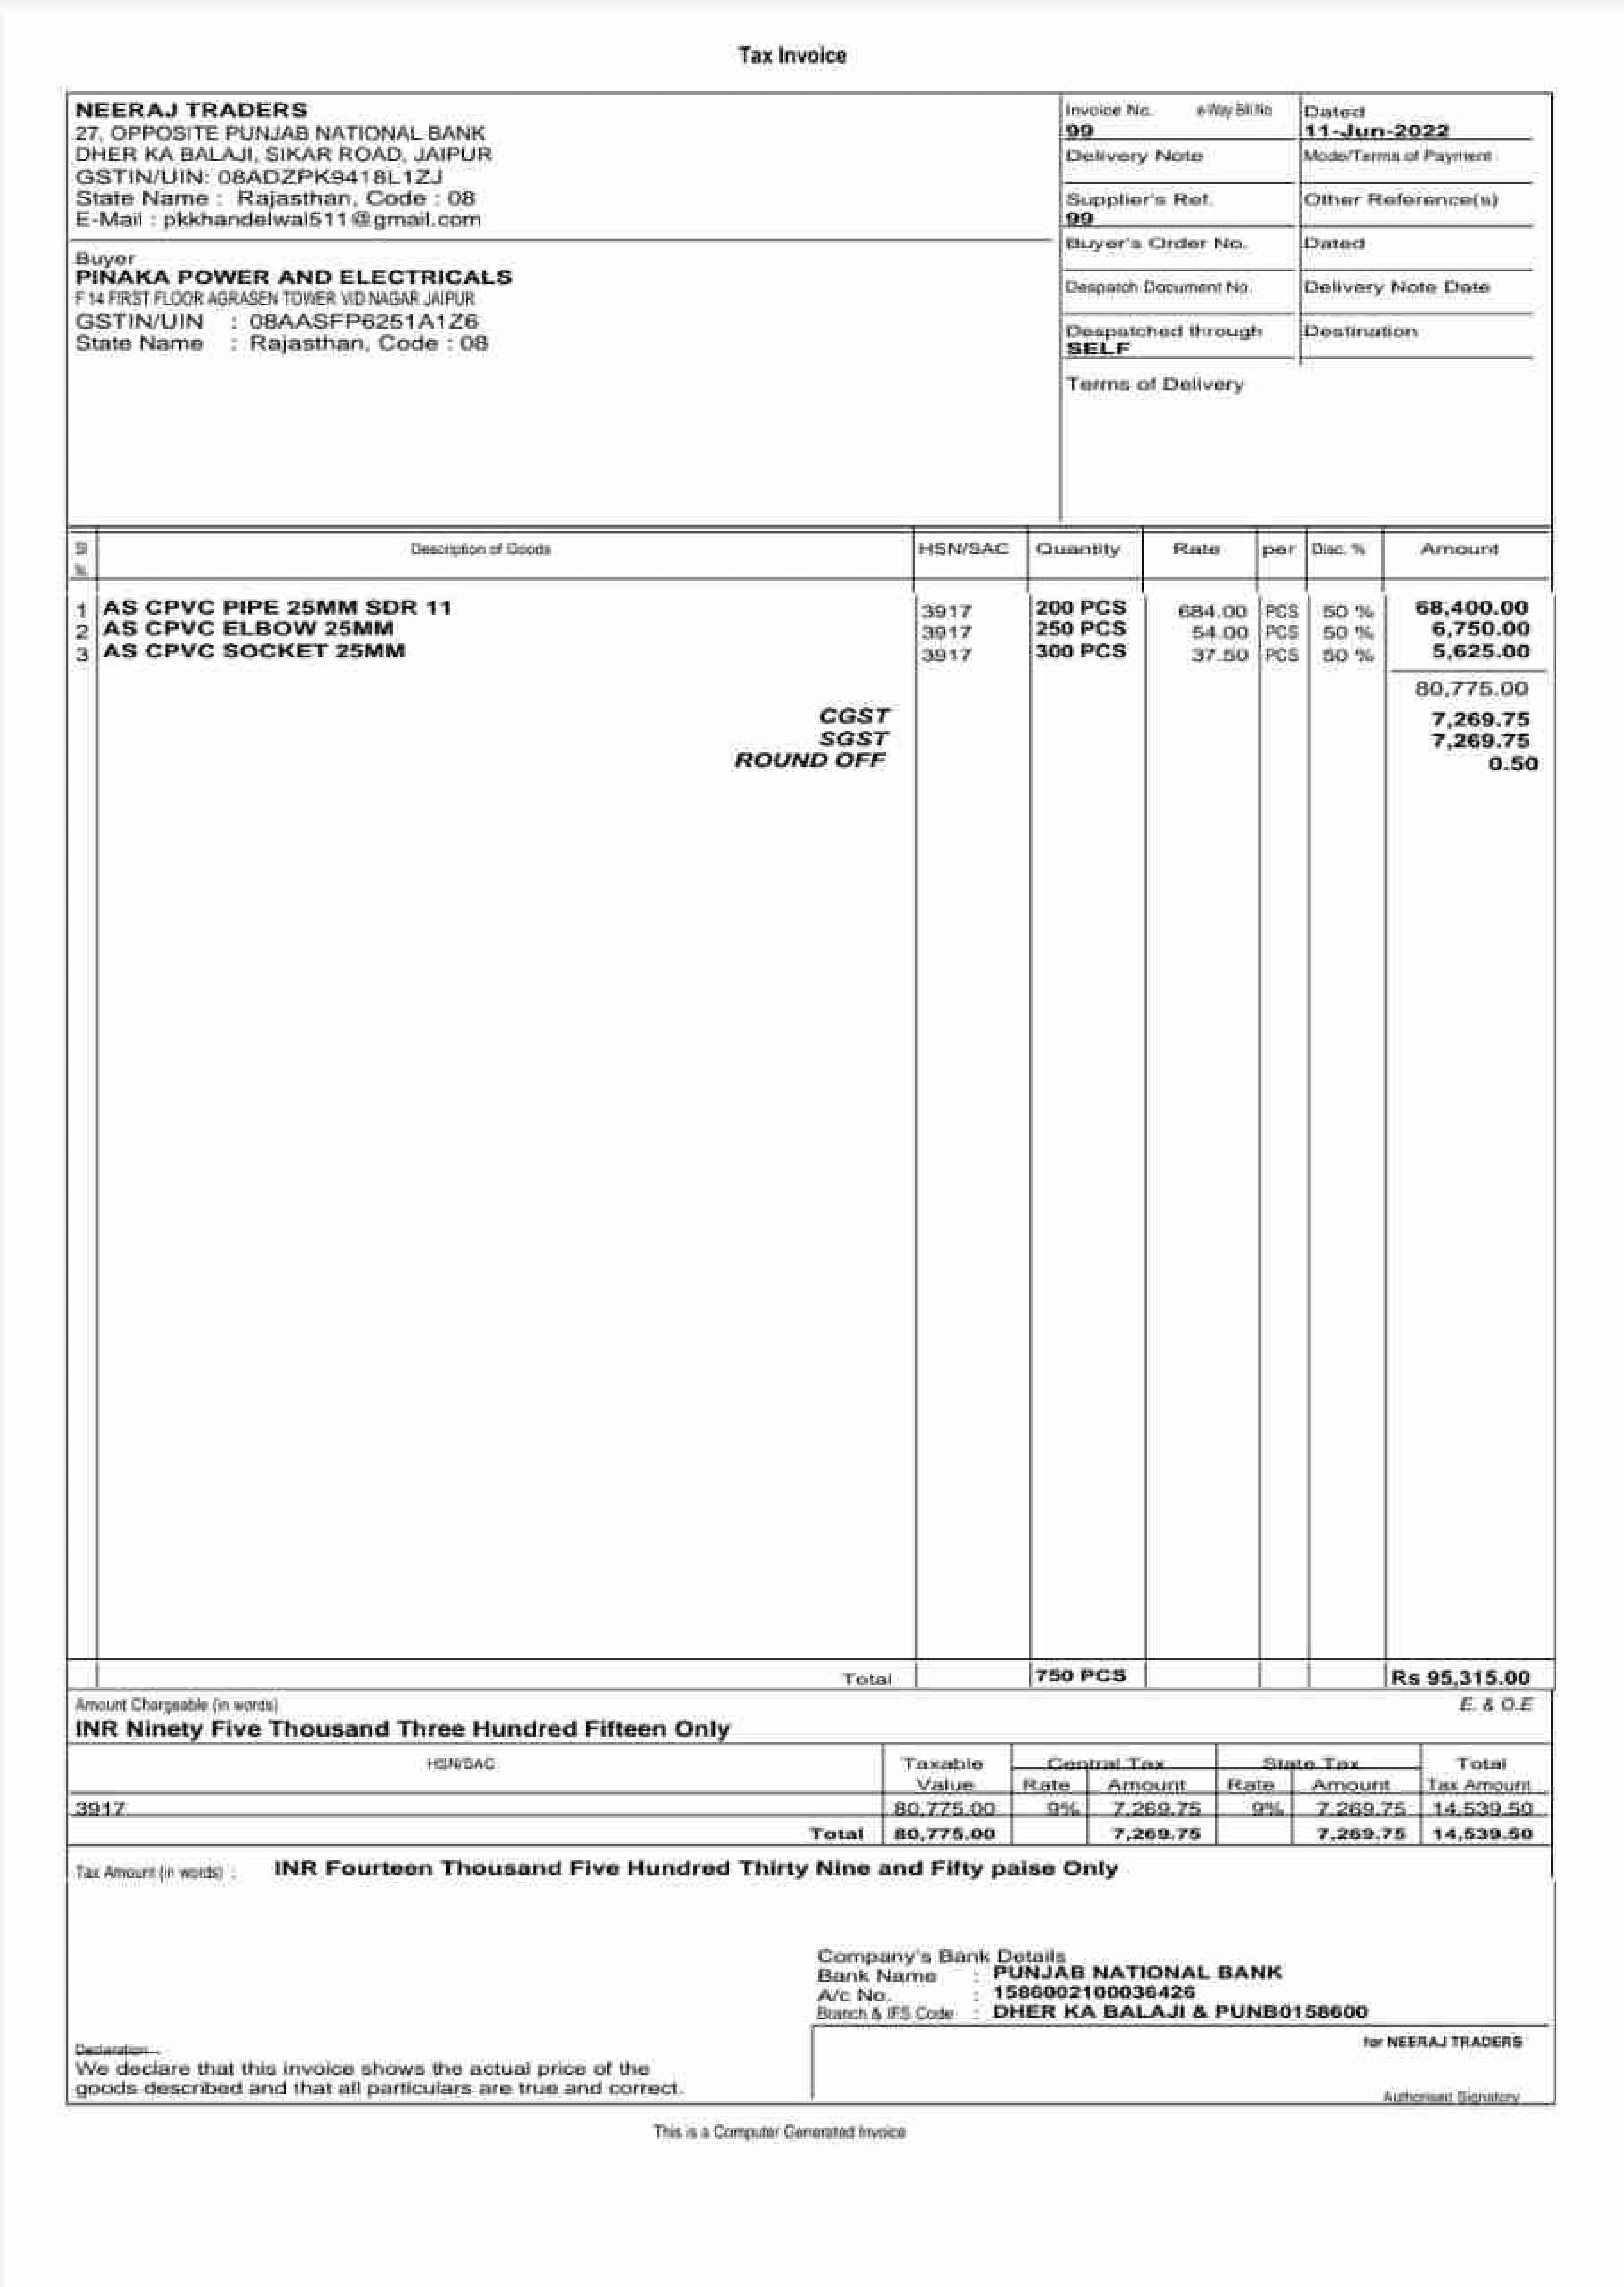 Tax Invoice
NEERAJ TRADERS
27, OPPOSITE PUNJAB NATIONAL BANK
DHER KA BALAJI, SIKAR ROAD, JAIPUR
GSTIN/UIN: 08ADZPK9418L1ZJ
State Name : Rajasthan, Code : 08
E-Mail : pkkhandelwal511@gmail.com
Buyer
PINAKA POWER AND ELECTRICALS
F 14 FIRST FLOOR AGRASEN TOWER VID NAGAR JAIPUR
GSTIN/UIN : 08AASFP6251A1Z6
State Name : Rajasthan, Code : 08
Invoice No. e-Way Bill No Dated
99 11-Jun-2022
Delivery Note Mode/Terms of Payment
Supplier's Ref. Other Reference(s)
99
Buyer's Order No. Dated
Despatch Document No. Delivery Note Date
Despatched through Destination
SELF
Terms of Delivery
Sl Description of Goods HSN/SAC Quantity Rate per Disc. % Amount
1 AS CPVC PIPE 25MM SDR 11 3917 200 PCS 684.00 PCS 50 % 68,400.00
2 AS CPVC ELBOW 25MM 3917 250 PCS 54.00 PCS 50 % 6,750.00
3 AS CPVC SOCKET 25MM 3917 300 PCS 37.50 PCS 50 % 5,625.00
80,775.00
CGST 7,269.75
SGST 7,269.75
ROUND OFF 0.50
Total 750 PCS Rs 95,315.00
Amount Chargeable (in words) E. & O.E
INR Ninety Five Thousand Three Hundred Fifteen Only
HSN/SAC Taxable Central Tax State Tax Total
Value Rate Amount Rate Amount Tax Amount
3917 80,775.00 9% 7,269.75 9% 7,269.75 14,539.50
Total 80,775.00 7,269.75 7,269.75 14,539.50
Tax Amount (in words) : INR Fourteen Thousand Five Hundred Thirty Nine and Fifty paise Only
Company's Bank Details
Bank Name : PUNJAB NATIONAL BANK
A/c No. : 1586002100036426
Branch & IFS Code : DHER KA BALAJI & PUNB0158600
for NEERAJ TRADERS
Declaration
We declare that this invoice shows the actual price of the
goods described and that all particulars are true and correct.
Authorised Signatory
This is a Computer Generated Invoice